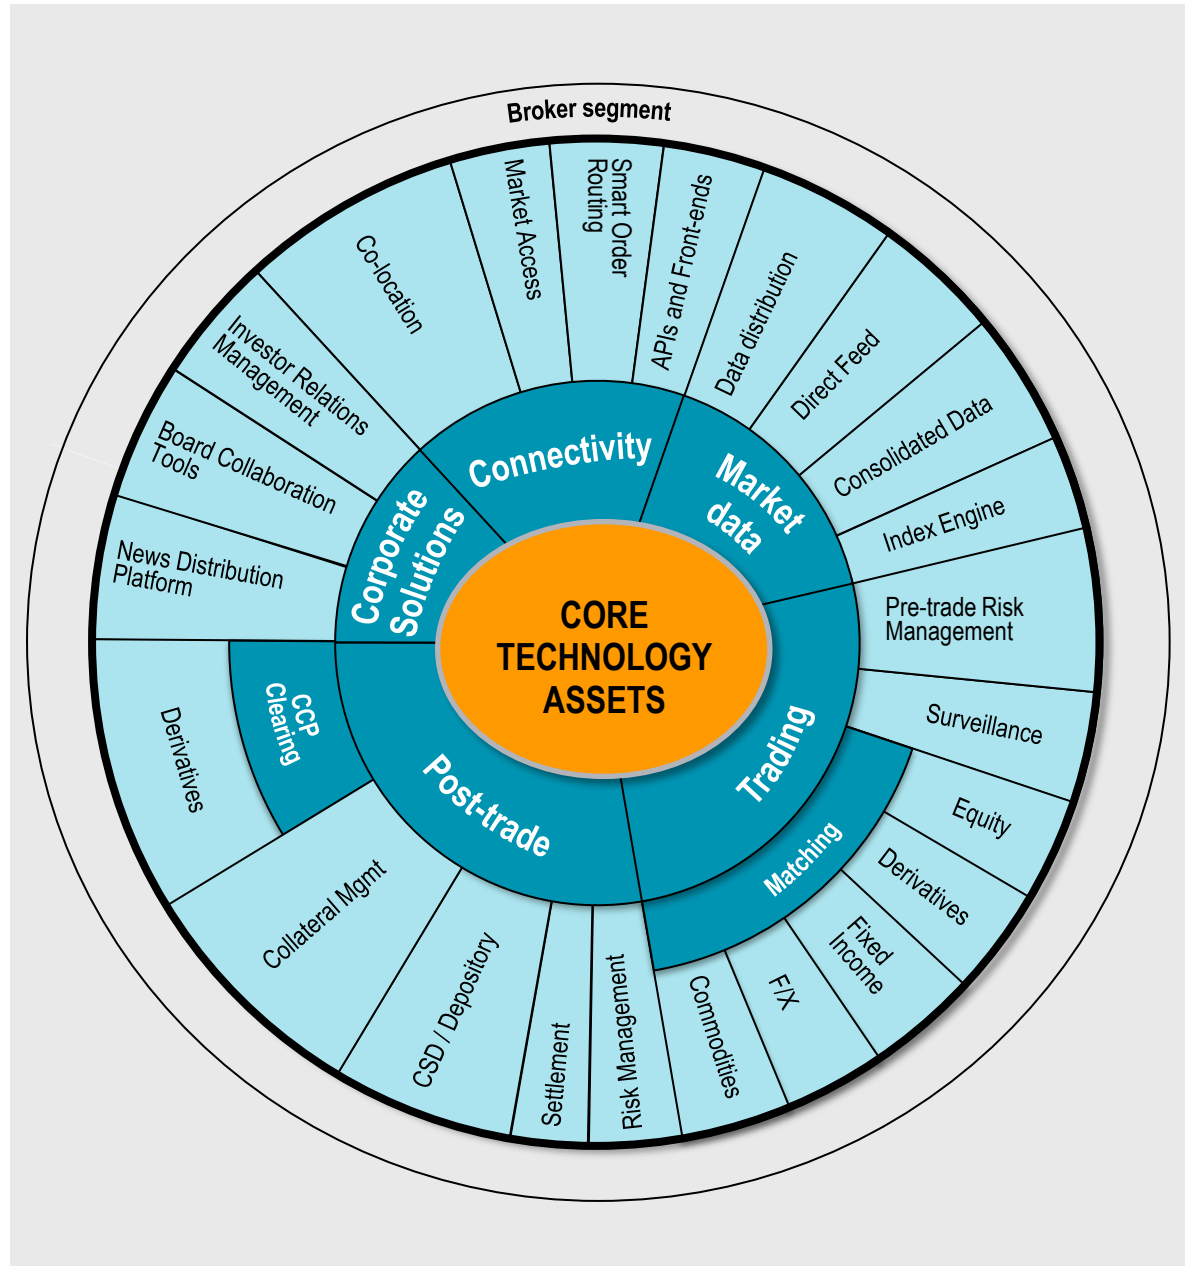 Broker segment
Market Access
Smart Order
Routing
APIs and Front-ends
Data distribution
Direct Feed
Consolidated Data
Index Engine
Pre-trade Risk
Management
Surveillance
Equity
Derivatives
Fixed
Income
F/X
Commodities
Risk Management
Settlement
CSD / Depository
Collateral Mgmt
Derivatives
News Distribution
Platform
Board Collaboration
Tools
Investor Relations
Management
Co-location
Connectivity
Market
data
Trading
Matching
Post-trade
CCP
Clearing
Corporate
Solutions
CORE
TECHNOLOGY
ASSETS